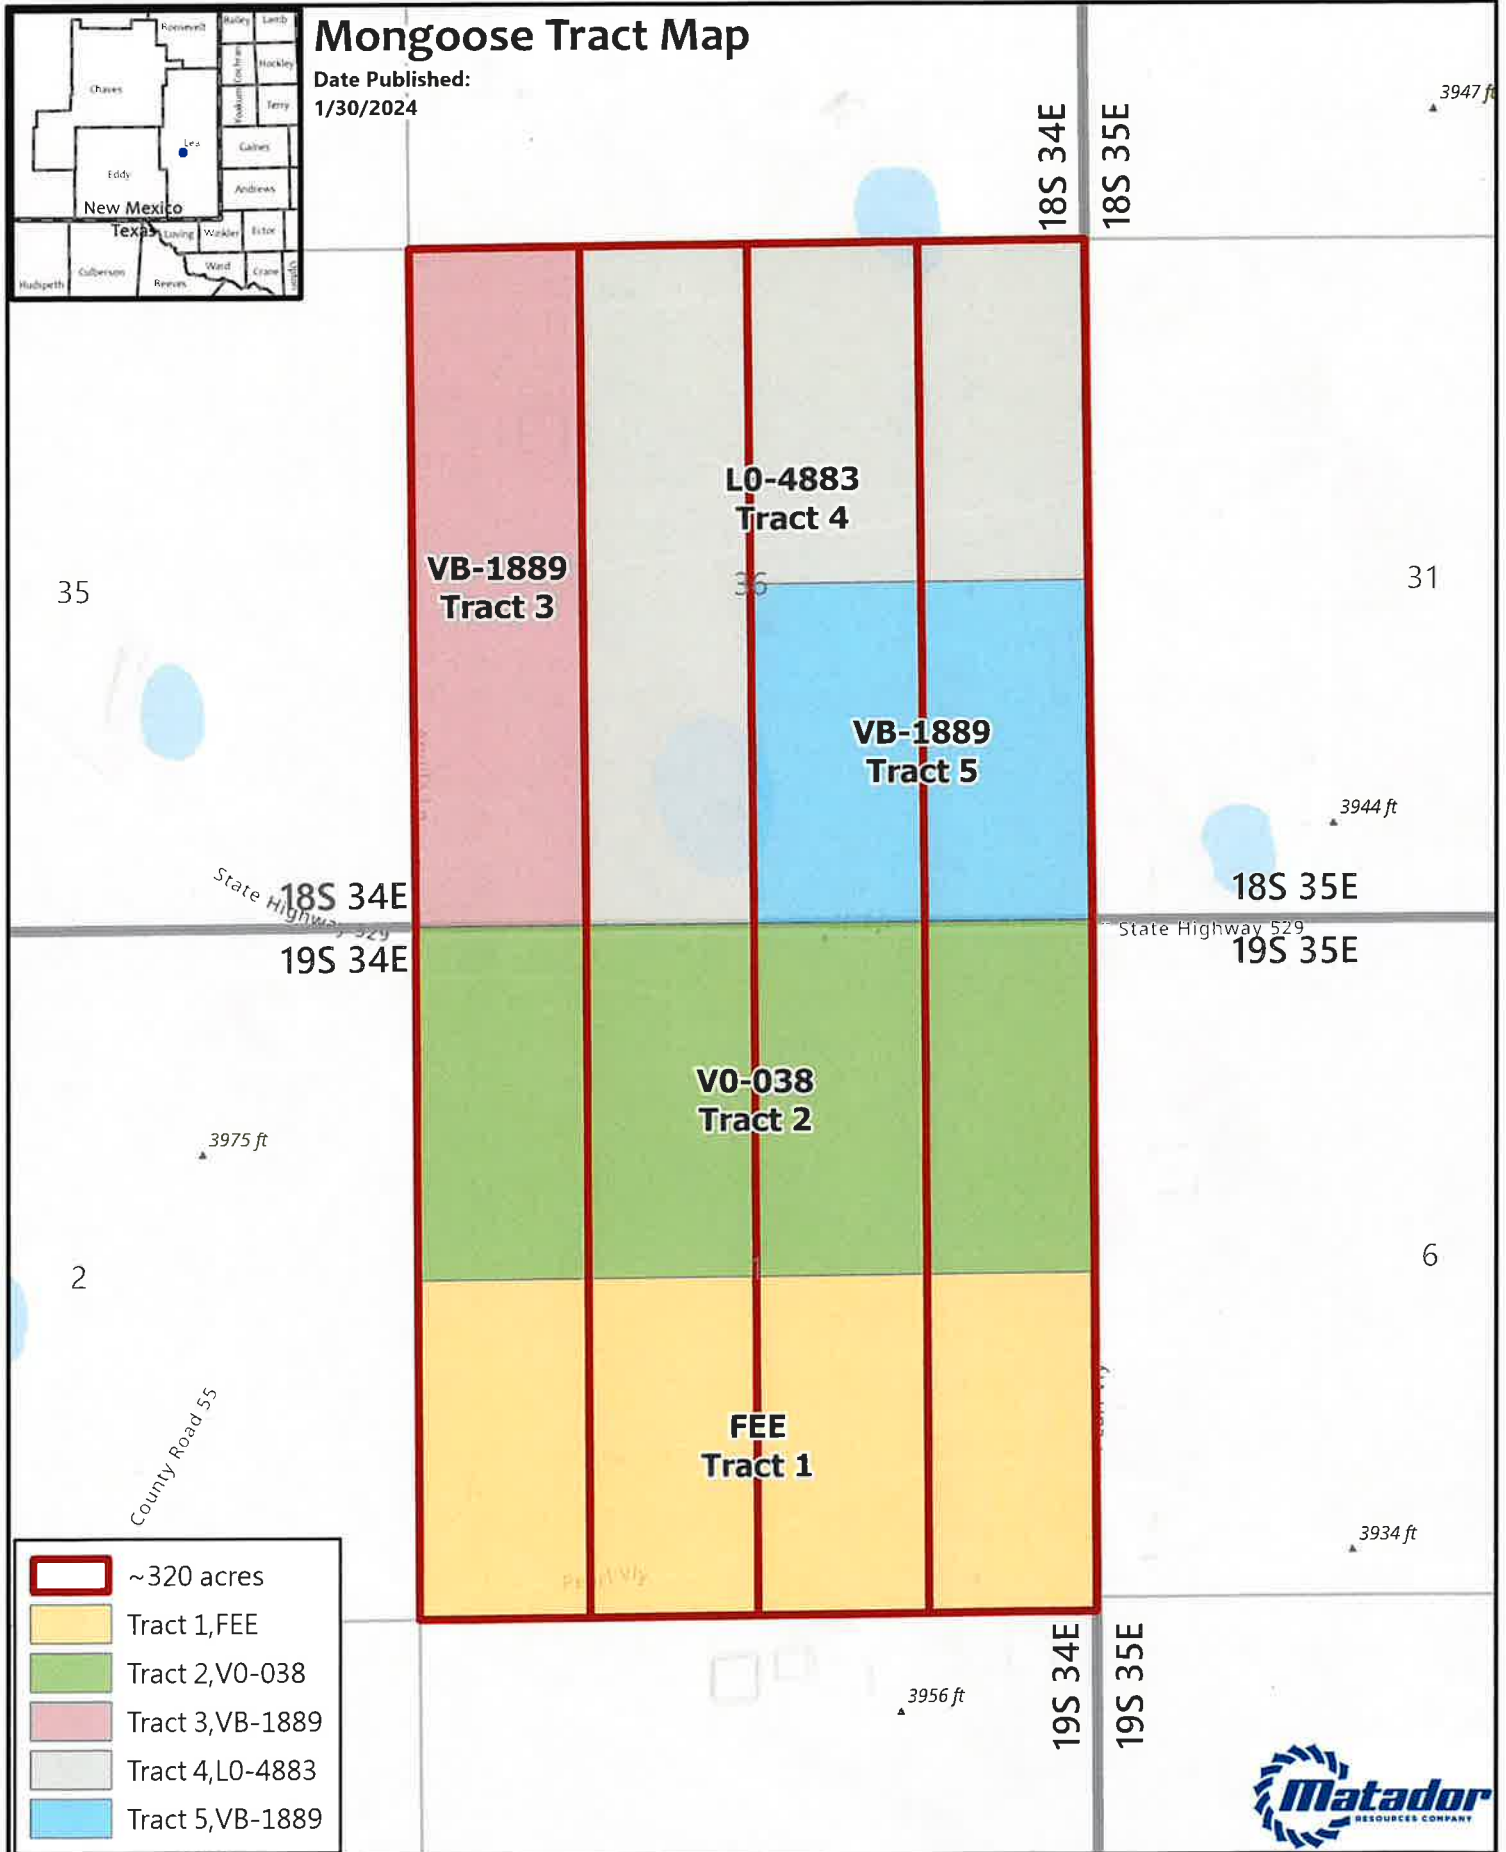 Mongoose Tract Map
Date Published:
1/30/2024
Roosevelt
Bailey
Lamb
Chaves
Cochran
Hockley
Yoakum
Terry
Lea
Gaines
Eddy
Andrews
New Mexico
Texas
Loving
Winkler
Ector
Hudspeth
Culberson
Reeves
Ward
Crane
Upton
18S 34E
18S 35E
3947 ft
L0-4883
Tract 4
VB-1889
Tract 3
36
35
31
VB-1889
Tract 5
3944 ft
State Highway 529
18S 34E
18S 35E
State Highway 529
19S 34E
19S 35E
V0-038
Tract 2
3975 ft
2
1
6
County Road 55
FEE
Tract 1
3934 ft
Pearl Vly
3956 ft
19S 34E
19S 35E
~320 acres
Tract 1,FEE
Tract 2,V0-038
Tract 3,VB-1889
Tract 4,L0-4883
Tract 5,VB-1889
Matador
RESOURCES COMPANY